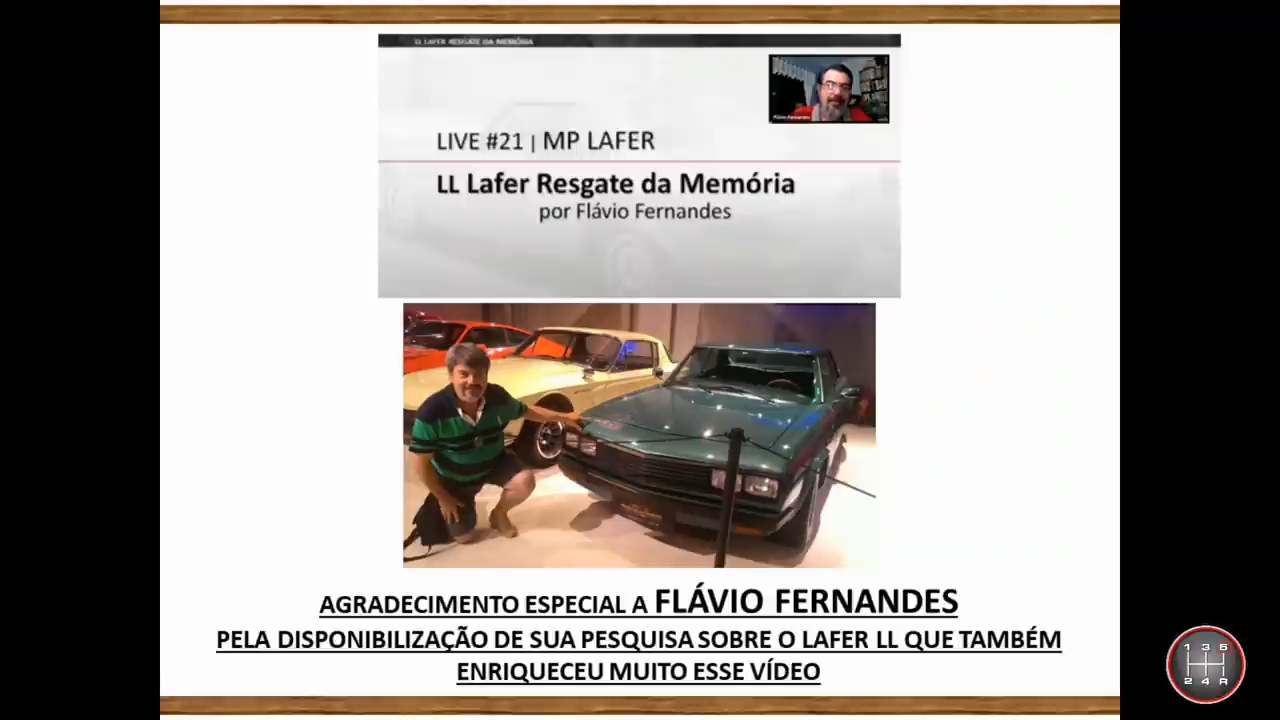 LL LAFER RESGATE DA MEMÓRIA
Flávio Fernandes
LIVE #21 | MP LAFER
LL Lafer Resgate da Memória
por Flávio Fernandes
AGRADECIMENTO ESPECIAL A FLÁVIO FERNANDES
PELA DISPONIBILIZAÇÃO DE SUA PESQUISA SOBRE O LAFER LL QUE TAMBÉM
ENRIQUECEU MUITO ESSE VÍDEO
1 3 5
2 4 R